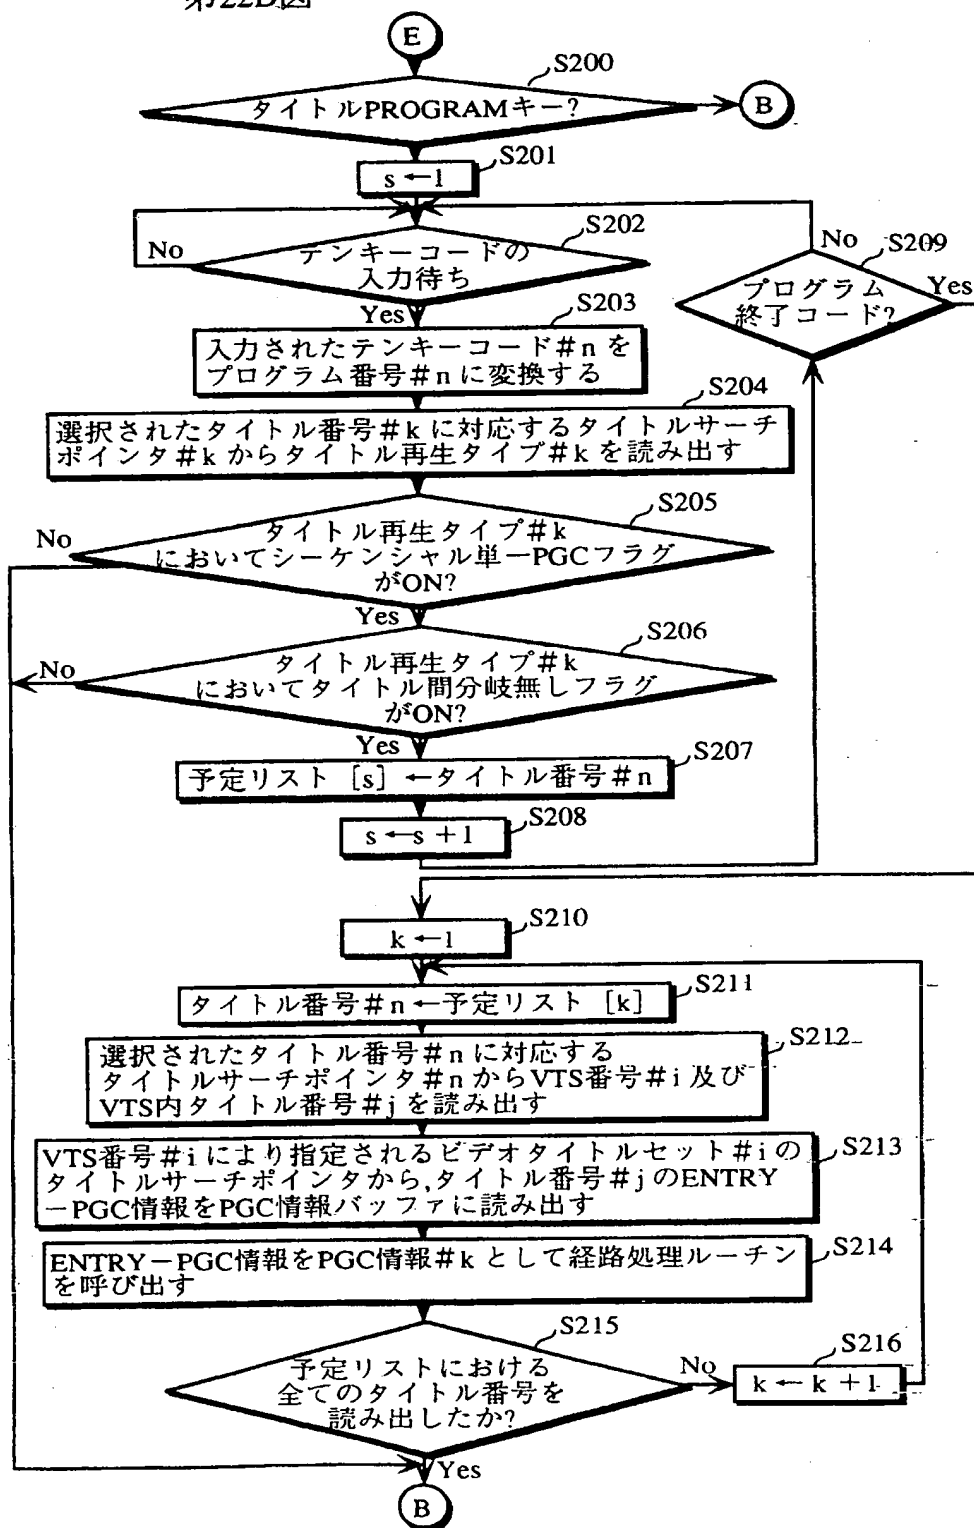 第22D図
E
S200
タイトルPROGRAMキー?
B
S201
s←1
S202
No
テンキーコードの
入力待ち
Yes
No
S209
プログラム
終了コード?
Yes
S203
入力されたテンキーコード#nを
プログラム番号#nに変換する
S204
選択されたタイトル番号#kに対応するタイトルサーチ
ポインタ#kからタイトル再生タイプ#kを読み出す
S205
No
タイトル再生タイプ#k
においてシーケンシャル単一PGCフラグ
がON?
Yes
S206
No
タイトル再生タイプ#k
においてタイトル間分岐無しフラグ
がON?
Yes
S207
予定リスト [s]←タイトル番号#n
S208
s←s+1
S210
k←1
S211
タイトル番号#n←予定リスト [k]
S212
選択されたタイトル番号#nに対応する
タイトルサーチポインタ#nからVTS番号#i及び
VTS内タイトル番号#jを読み出す
S213
VTS番号#iにより指定されるビデオタイトルセット#iの
タイトルサーチポインタから,タイトル番号#jのENTRY
-PGC情報をPGC情報バッファに読み出す
S214
ENTRY-PGC情報をPGC情報#kとして経路処理ルーチン
を呼び出す
S215
予定リストにおける
全てのタイトル番号を
読み出したか?
No
S216
k←k+1
Yes
B